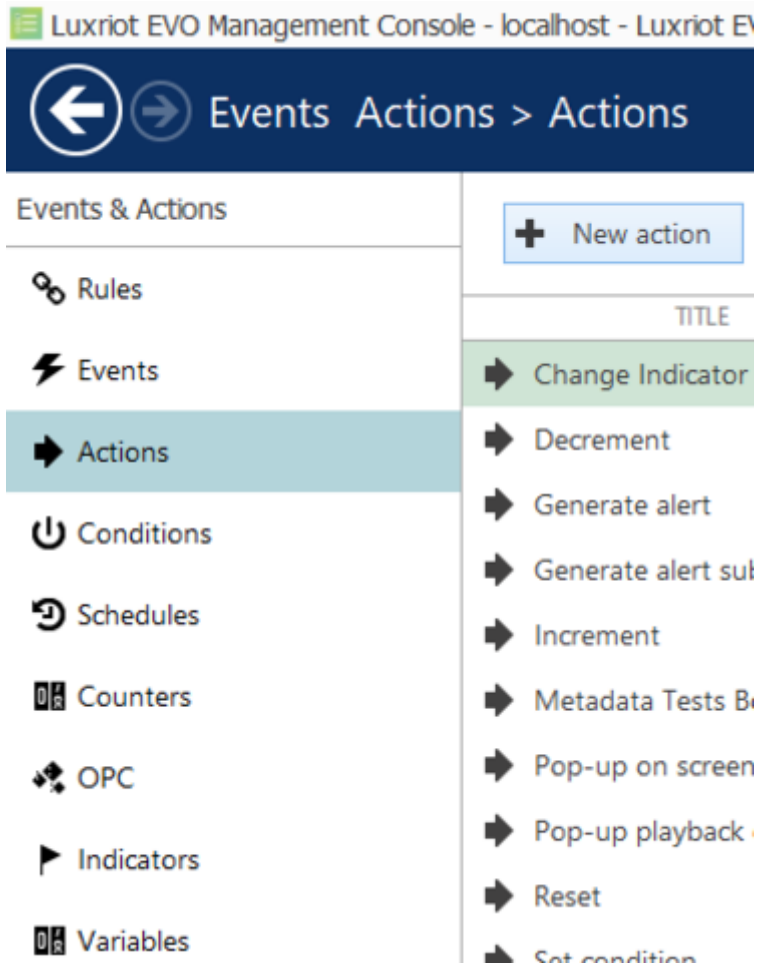 Luxriot EVO Management Console - localhost - Luxriot
Events Actions > Actions
Events & Actions
Rules
Events
Actions
Conditions
Schedules
Counters
OPC
Indicators
Variables
New action
TITLE
Change Indicator
Decrement
Generate alert
Generate alert
Increment
Metadata Tests
Pop-up on screen
Pop-up playback
Reset
Set condition